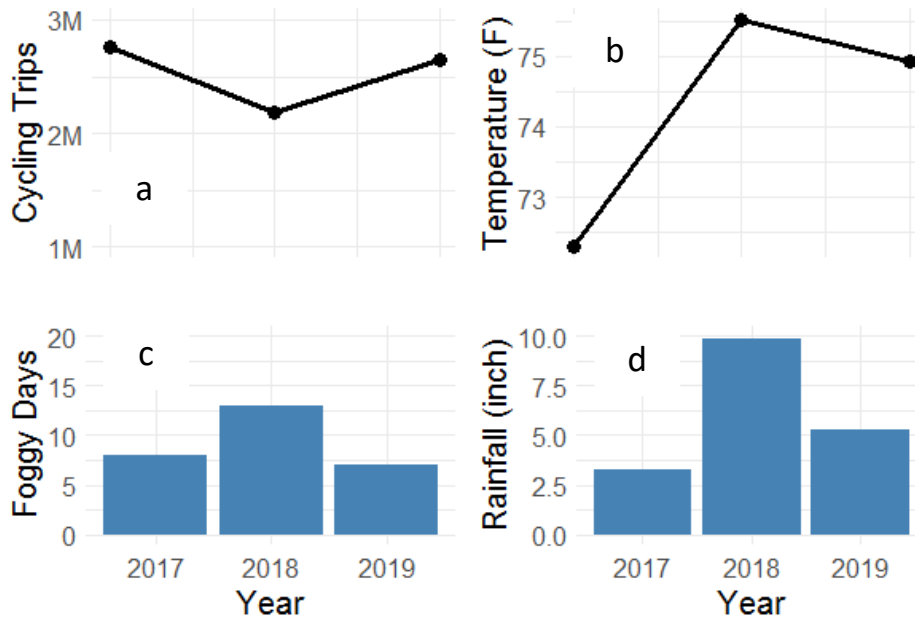 3M
2M
1M
Cycling Trips
a
75
74
73
Temperature (F)
b
20
15
10
5
0
Foggy Days
c
2017 2018 2019
Year
10.0
7.5
5.0
2.5
0.0
Rainfall (inch)
d
2017 2018 2019
Year